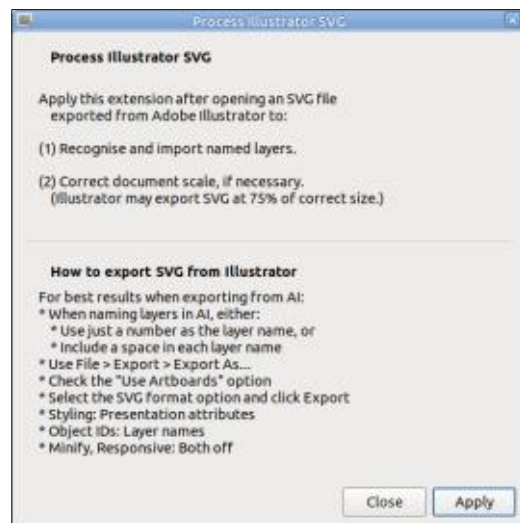 Process Illustrator SVG
Process Illustrator SVG
Apply this extension after opening an SVG file
exported from Adobe Illustrator to:
(1) Recognise and import named layers.
(2) Correct document scale, if necessary.
(Illustrator may export SVG at 75% of correct size.)
How to export SVG from Illustrator
For best results when exporting from AI:
* When naming layers in AI, either:
* Use just a number as the layer name, or
* Include a space in each layer name
* Use File > Export > Export As...
* Check the "Use Artboards" option
* Select the SVG format option and click Export
* Styling: Presentation attributes
* Object IDs: Layer names
* Minify, Responsive: Both off
Close Apply